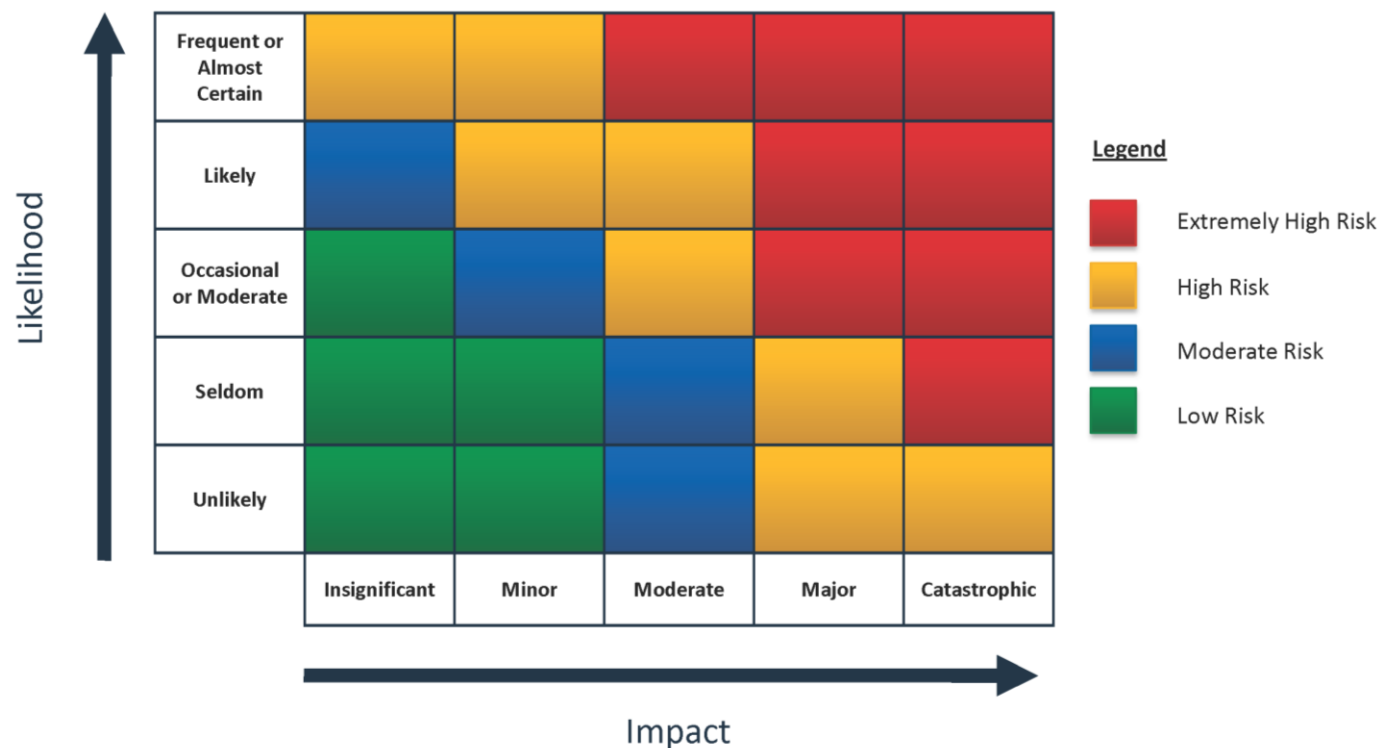 Likelihood
Frequent or
Almost
Certain
Likely
Occasional
or Moderate
Seldom
Unlikely
Insignificant
Minor
Moderate
Major
Catastrophic
Impact
Legend
Extremely High Risk
High Risk
Moderate Risk
Low Risk